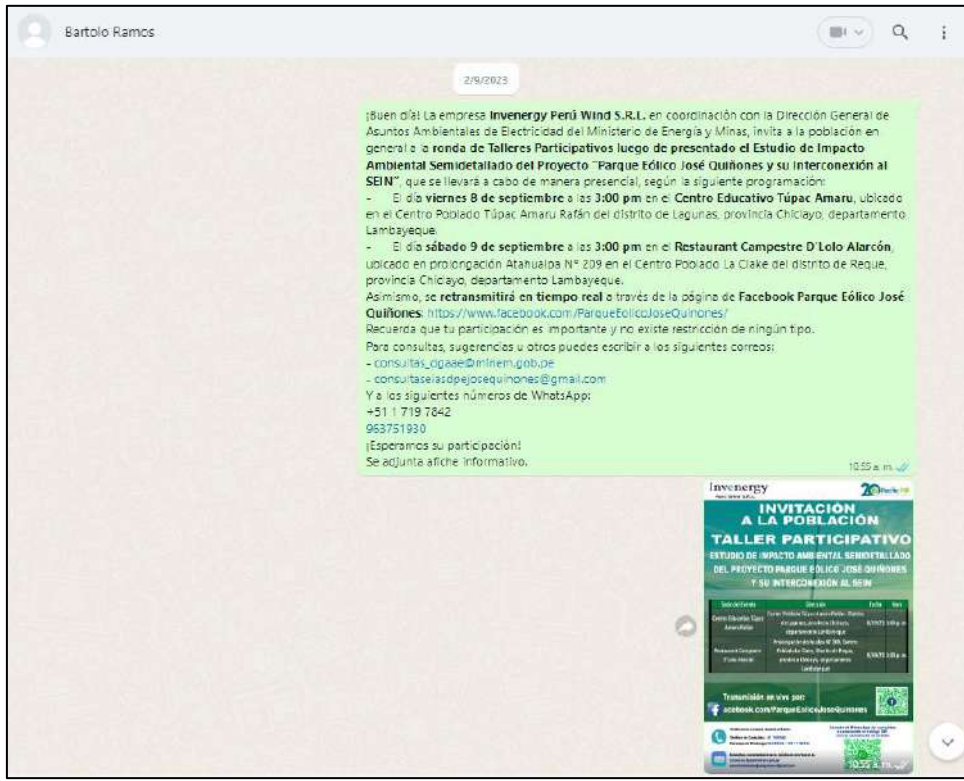 Bartolo Ramos
2/9/2023
¡Buen día! La empresa Invenergy Perú Wind S.R.L. en coordinación con la Dirección General de
Asuntos Ambientales de Electricidad del Ministerio de Energía y Minas, invita a la población en
general a la ronda de Talleres Participativos luego de presentado el Estudio de Impacto
Ambiental Semidetallado del Proyecto "Parque Eólico José Quiñones y su Interconexión al
SEIN", que se llevará a cabo de manera presencial, según la siguiente programación:
- El día viernes 8 de septiembre a las 3:00 pm en el Centro Educativo Túpac Amaru, ubicado
en el Centro Poblado Túpac Amaru Rafán del distrito de Lagunas, provincia Chiclayo, departamento
Lambayeque.
- El día sábado 9 de septiembre a las 3:00 pm en el Restaurant Campestre D'Lolo Alarcón,
ubicado en prolongación Atahualpa N° 209 en el Centro Poblado La Clake del distrito de Reque,
provincia Chiclayo, departamento Lambayeque.
Asimismo, se retransmitirá en tiempo real a través de la página de Facebook Parque Eólico José
Quiñones: https://www.facebook.com/ParqueEolicoJoseQuinones/
Recuerda que tu participación es importante y no existe restricción de ningún tipo.
Para consultas, sugerencias u otros puedes escribir a los siguientes correos:
- consultas_dgaae@minem.gob.pe
- consultaseiasdpejosequinones@gmail.com
Y a los siguientes números de WhatsApp:
+51 1 719 7842
963751930
¡Esperamos su participación!
Se adjunta afiche informativo.
10:55 a. m.
Invenergy
INVITACIÓN
A LA POBLACIÓN
TALLER PARTICIPATIVO
ESTUDIO DE IMPACTO AMBIENTAL SEMIDETALLADO
DEL PROYECTO PARQUE EÓLICO JOSÉ QUIÑONES
Y SU INTERCONEXIÓN AL SEIN
Transmisión en vivo por:
facebook.com/ParqueEolicoJoseQuinones
10:55 a. m.